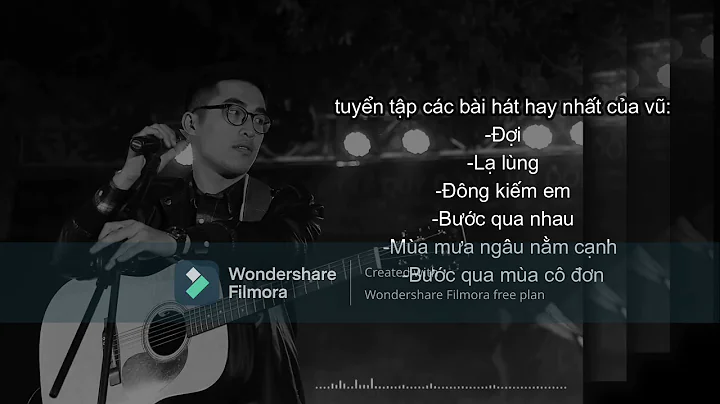 tuyển tập các bài hát hay nhất của vũ:
-Đợi
-Lạ lùng
-Đông kiếm em
-Bước qua nhau
-Mùa mưa ngâu nằm cạnh
-Bước qua mùa cô đơn
Wondershare
Filmora
Created with
Wondershare Filmora free plan